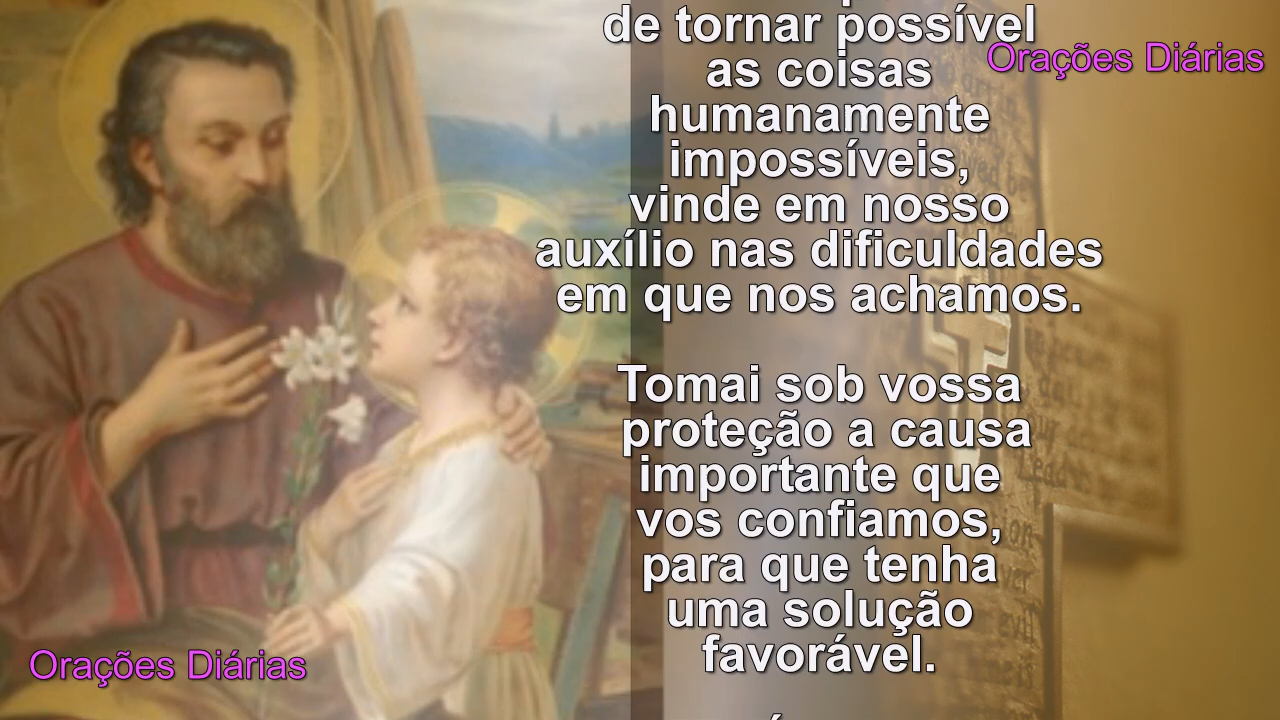 de tornar possível
Orações Diárias
as coisas
humanamente
impossíveis,
vinde em nosso
auxílio nas dificuldades
em que nos achamos.
Tomai sob vossa
proteção a causa
importante que
vos confiamos,
para que tenha
uma solução
favorável.
Orações Diárias